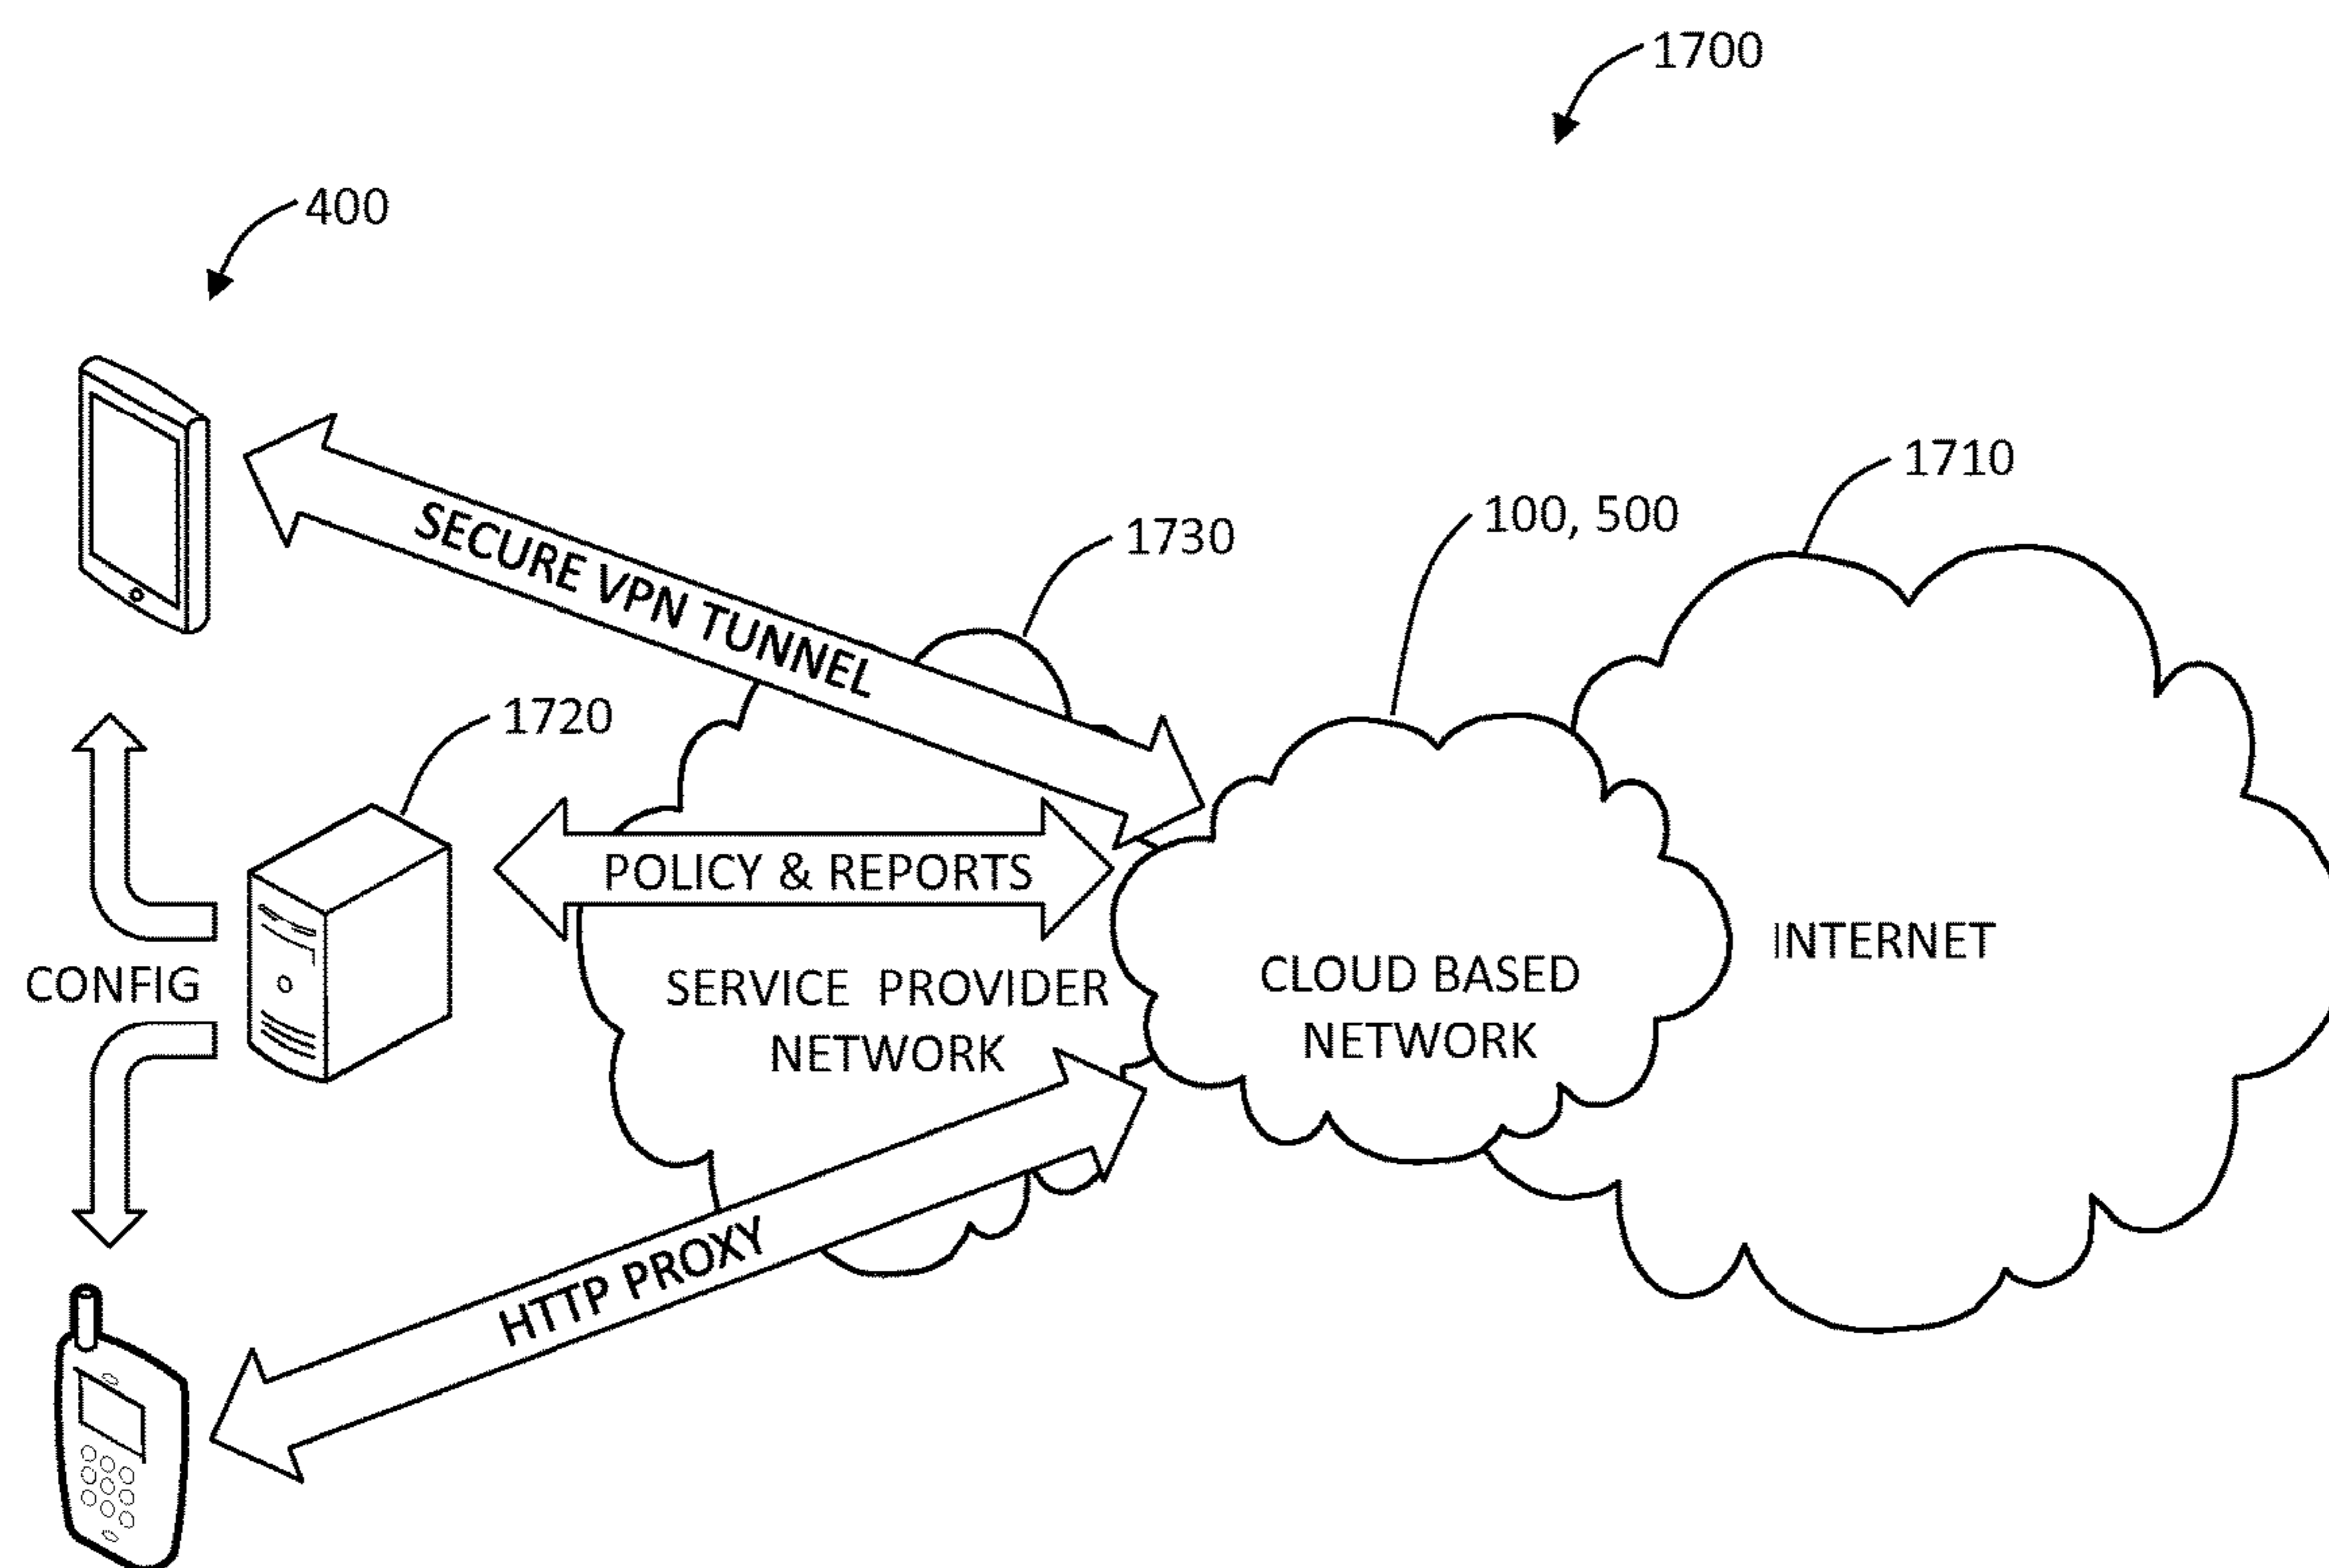 1700
400
1710
100, 500
1730
SECURE VPN TUNNEL
1720
POLICY & REPORTS
INTERNET
CONFIG
SERVICE PROVIDER
NETWORK
CLOUD BASED
NETWORK
HTTP PROXY